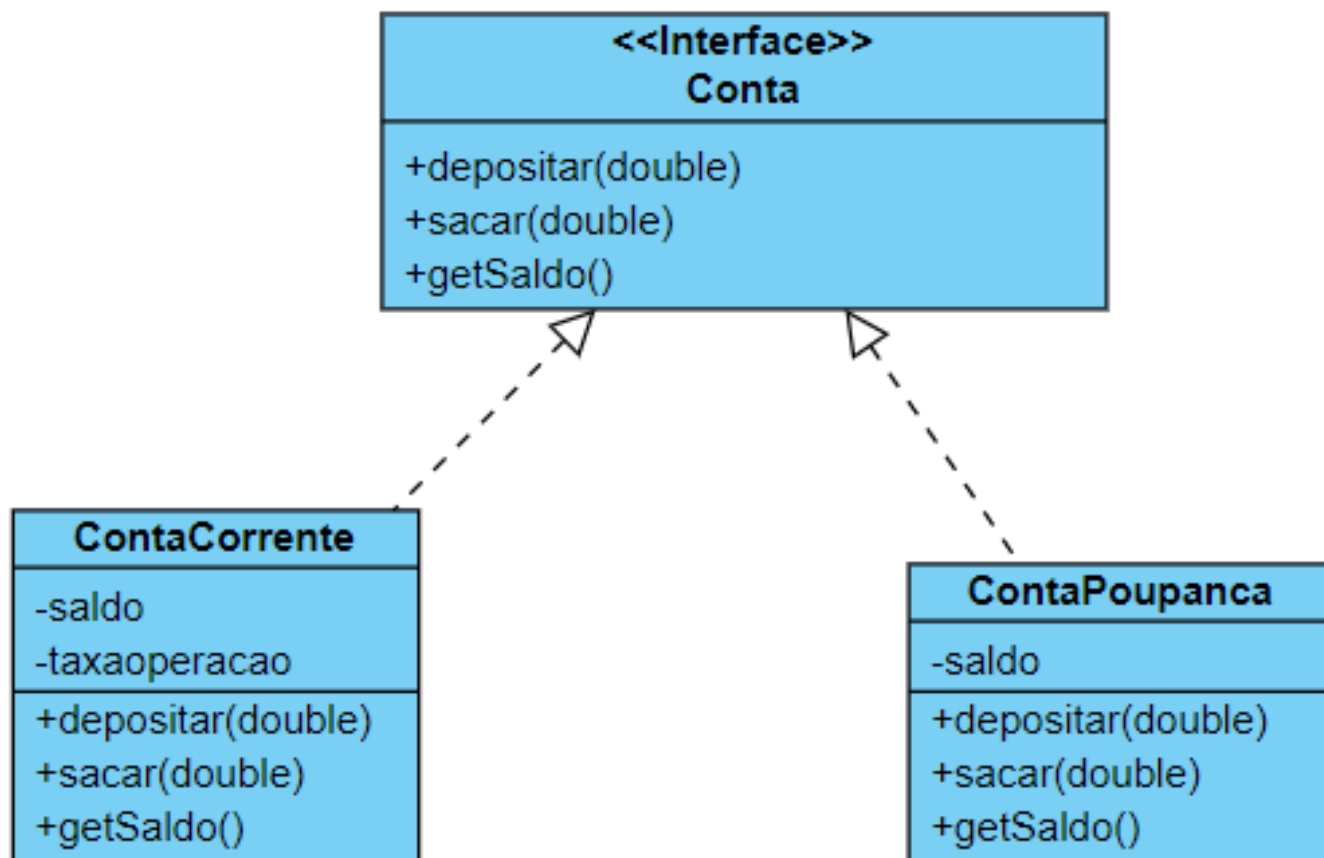 <<Interface>>
Conta
+depositar(double)
+sacar(double)
+getSaldo()
ContaCorrente
-saldo
-taxaoperacao
+depositar(double)
+sacar(double)
+getSaldo()
ContaPoupanca
-saldo
+depositar(double)
+sacar(double)
+getSaldo()